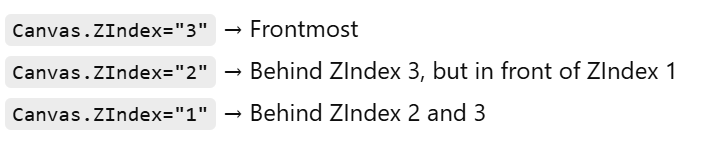 Canvas.ZIndex="3" → Frontmost
Canvas.ZIndex="2" → Behind ZIndex 3, but in front of ZIndex 1
Canvas.ZIndex="1" → Behind ZIndex 2 and 3